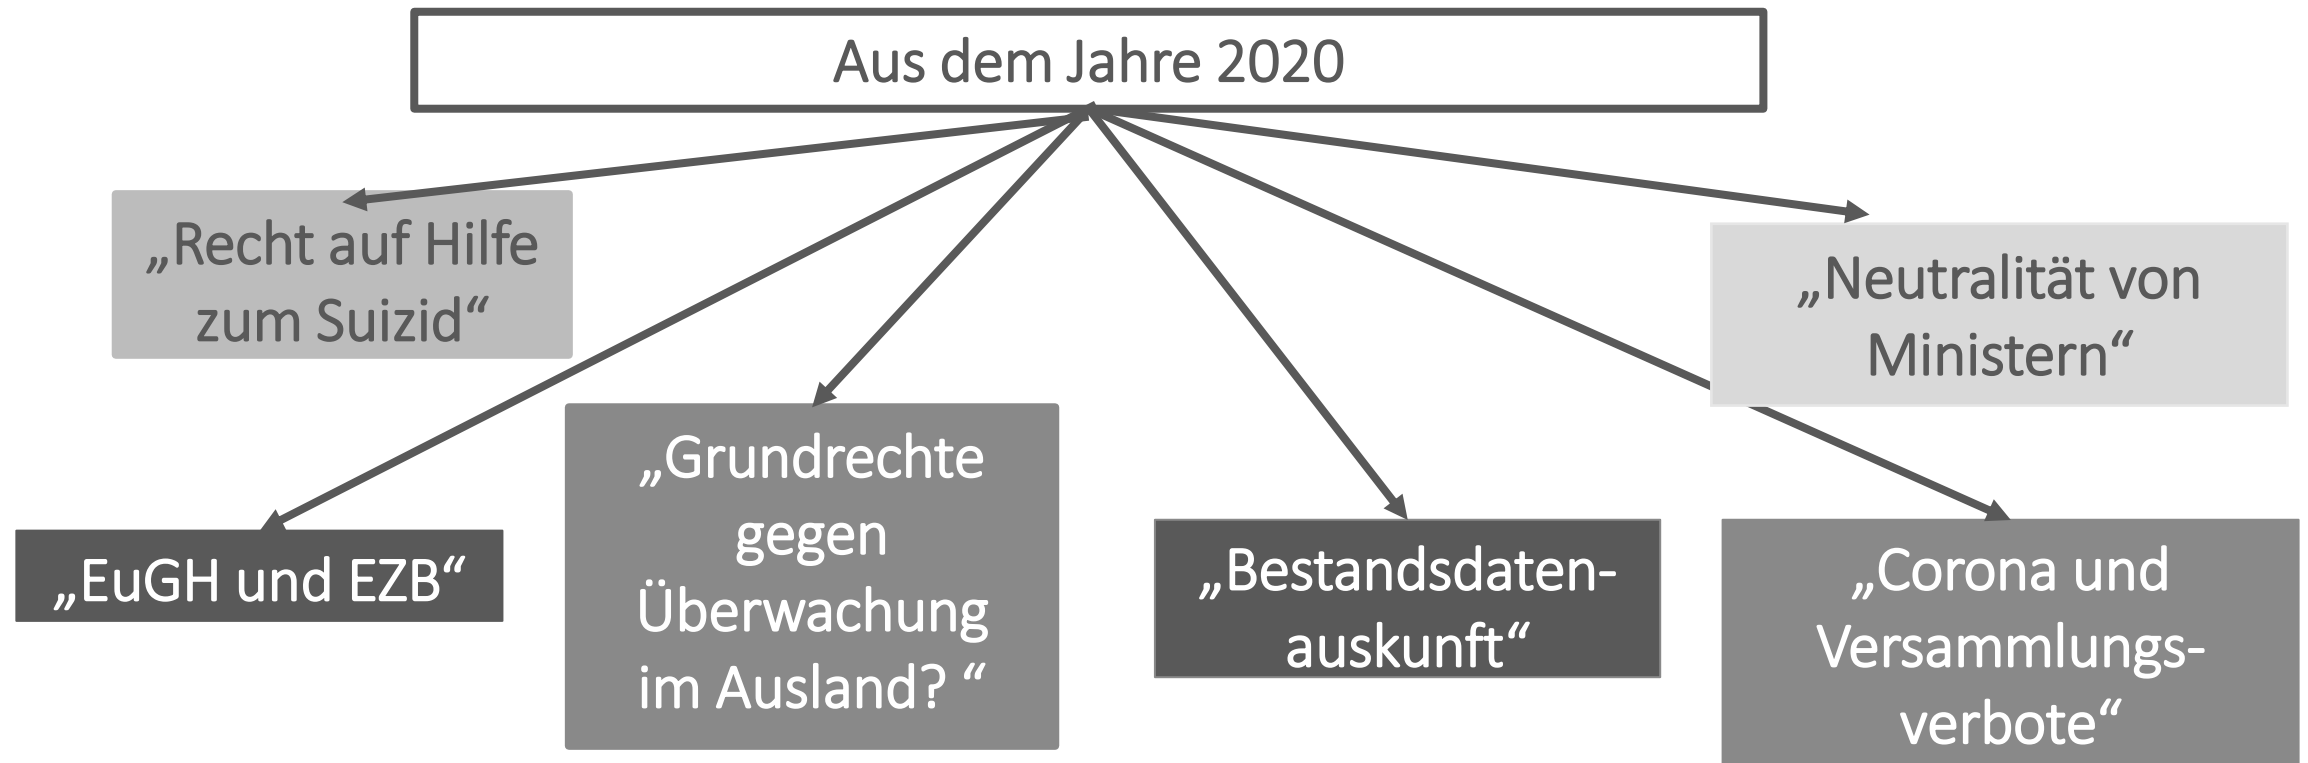 Aus dem Jahre 2020
„Recht auf Hilfe
zum Suizid“
„Neutralität von
Ministern“
„EuGH und EZB“
„Grundrechte
gegen
Überwachung
im Ausland? “
„Bestandsdaten-
auskunft“
„Corona und
Versammlungs-
verbote“